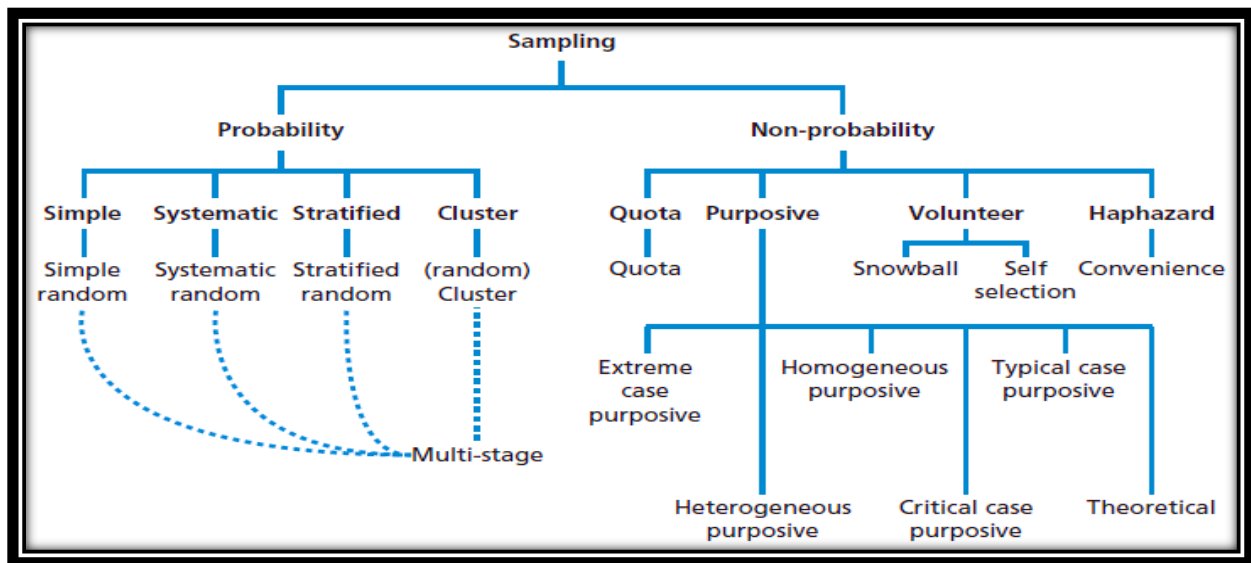 Sampling
Probability
Non-probability
Simple
Systematic
Stratified
Cluster
Quota
Purposive
Volunteer
Haphazard
Simple
random
Systematic
random
Stratified
random
(random)
Cluster
Quota
Snowball
Self
selection
Convenience
Extreme
case
purposive
Homogeneous
purposive
Typical case
purposive
Multi-stage
Heterogeneous
purposive
Critical case
purposive
Theoretical